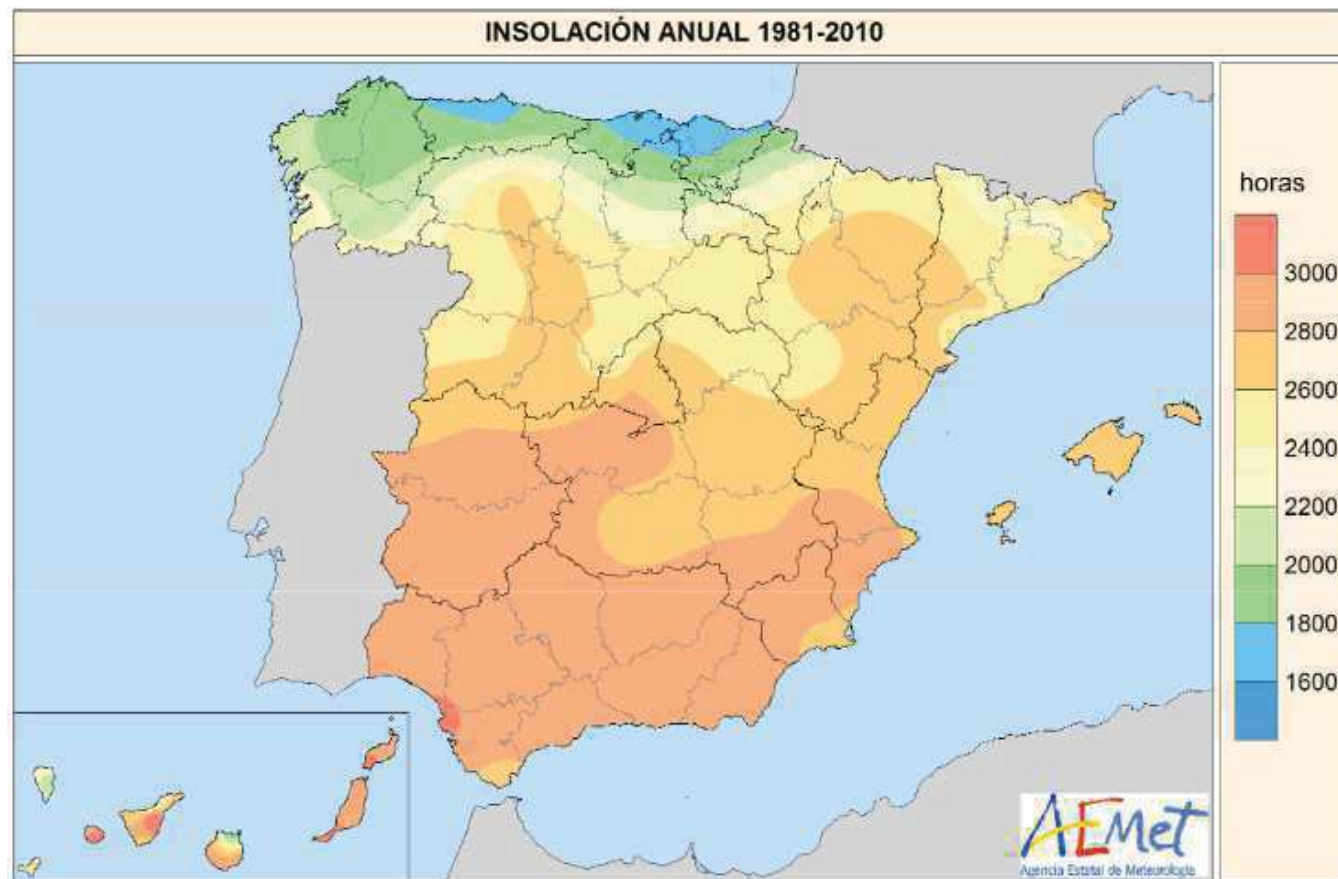 INSOLACIÓN ANUAL 1981-2010
horas
3000
2800
2600
2400
2200
2000
1800
1600
AEMet
Agencia Estatal de Meteorología